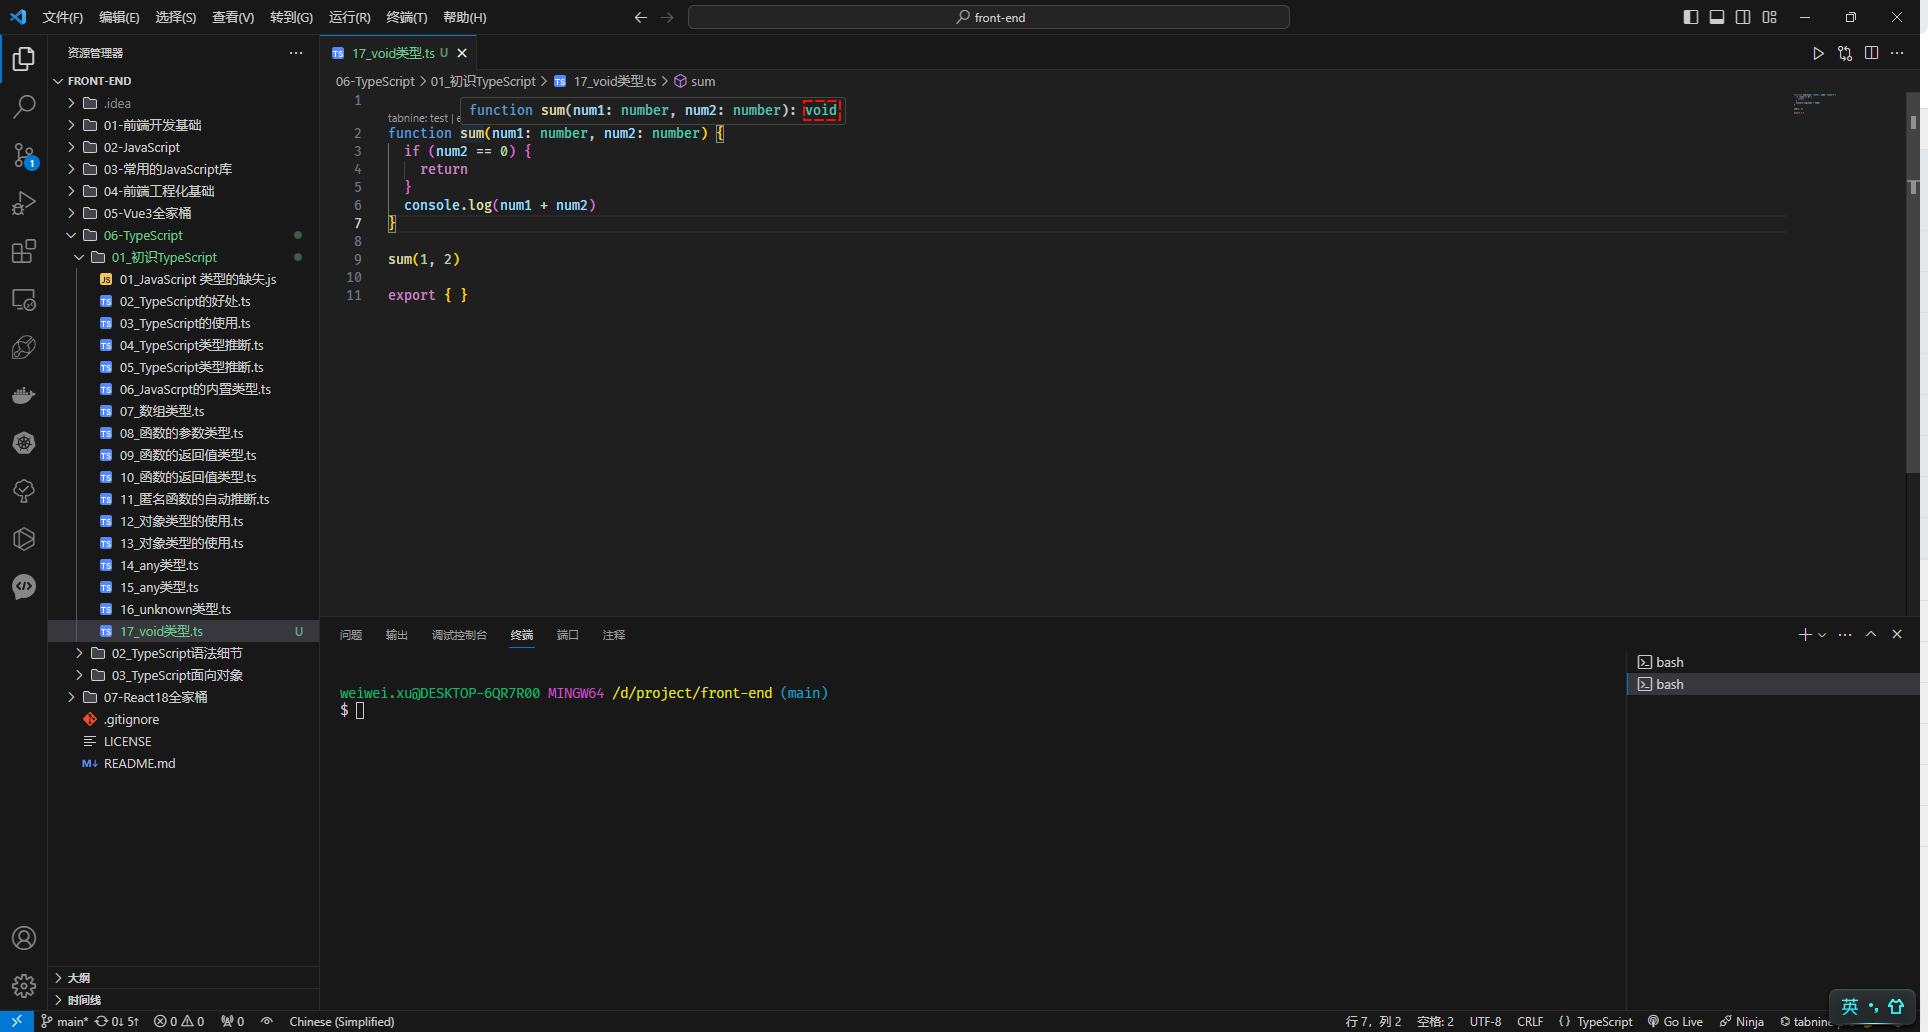 文件(F) 编辑(E) 选择(S) 查看(V) 转到(G) 运行(R) 终端(T) 帮助(H)
front-end
资源管理器
FRONT-END
.idea
01-前端开发基础
02-JavaScript
03-常用的JavaScript库
04-前端工程化基础
05-Vue3全家桶
06-TypeScript
01_初识TypeScript
JS 01_JavaScript 类型的缺失.js
TS 02_TypeScript的好处.ts
TS 03_TypeScript的使用.ts
TS 04_TypeScript类型推断.ts
TS 05_TypeScript类型推断.ts
TS 06_JavaScrpt的内置类型.ts
TS 07_数组类型.ts
TS 08_函数的参数类型.ts
TS 09_函数的返回值类型.ts
TS 10_函数的返回值类型.ts
TS 11_匿名函数的自动推断.ts
TS 12_对象类型的使用.ts
TS 13_对象类型的使用.ts
TS 14_any类型.ts
TS 15_any类型.ts
TS 16_unknown类型.ts
TS 17_void类型.ts U
02_TypeScript语法细节
03_TypeScript面向对象
07-React18全家桶
.gitignore
LICENSE
M↓ README.md
大纲
时间线
1
TS 17_void类型.ts U
06-TypeScript > 01_初识TypeScript > TS 17_void类型.ts > sum
1
function sum(num1: number, num2: number): void
tabnine: test | e
2 function sum(num1: number, num2: number) {
3 if (num2 == 0) {
4 return
5 }
6 console.log(num1 + num2)
7 }
8
9 sum(1, 2)
10
11 export { }
问题 输出 调试控制台 终端 端口 注释
weiwei.xu@DESKTOP-6QR7R00 MINGW64 /d/project/front-end (main)
$
bash
bash
main* 0↓ 5↑ 0 0 0 Chinese (Simplified)
行 7，列 2 空格: 2 UTF-8 CRLF {} TypeScript Go Live Ninja tabnine
英